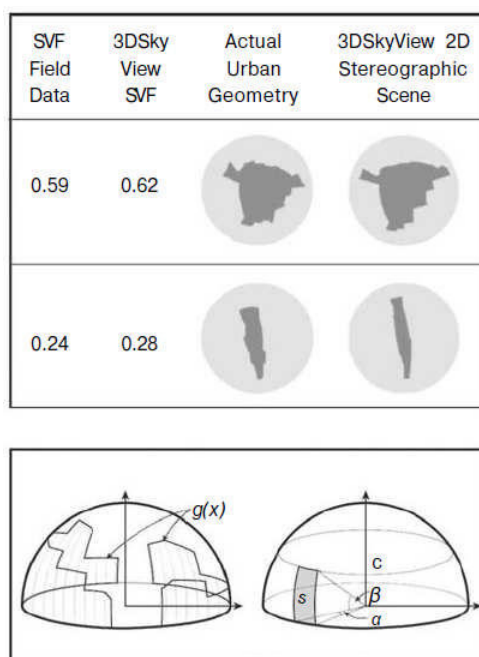 SVF 3DSky Actual 3DSkyView 2D
Field View Urban Stereographic
Data SVF Geometry Scene
0.59 0.62
0.24 0.28
g(x)
C
β
S
α